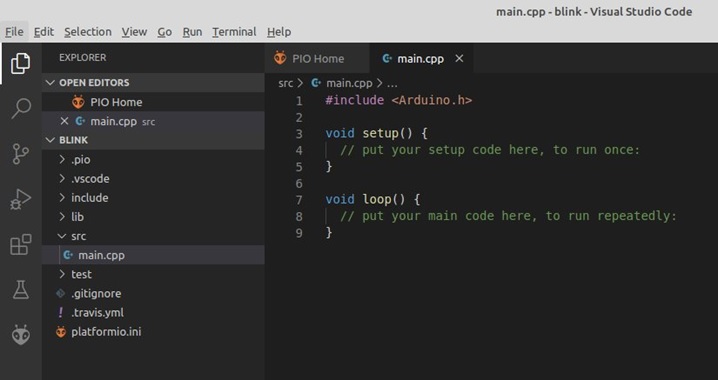 main.cpp - blink - Visual Studio Code
File Edit Selection View Go Run Terminal Help
EXPLORER
OPEN EDITORS
PIO Home
main.cpp src
BLINK
.pio
.vscode
include
lib
src
main.cpp
test
.gitignore
.travis.yml
platformio.ini
PIO Home main.cpp
src > main.cpp > ...
1 #include <Arduino.h>
2
3 void setup() {
4   // put your setup code here, to run once:
5 }
6
7 void loop() {
8   // put your main code here, to run repeatedly:
9 }